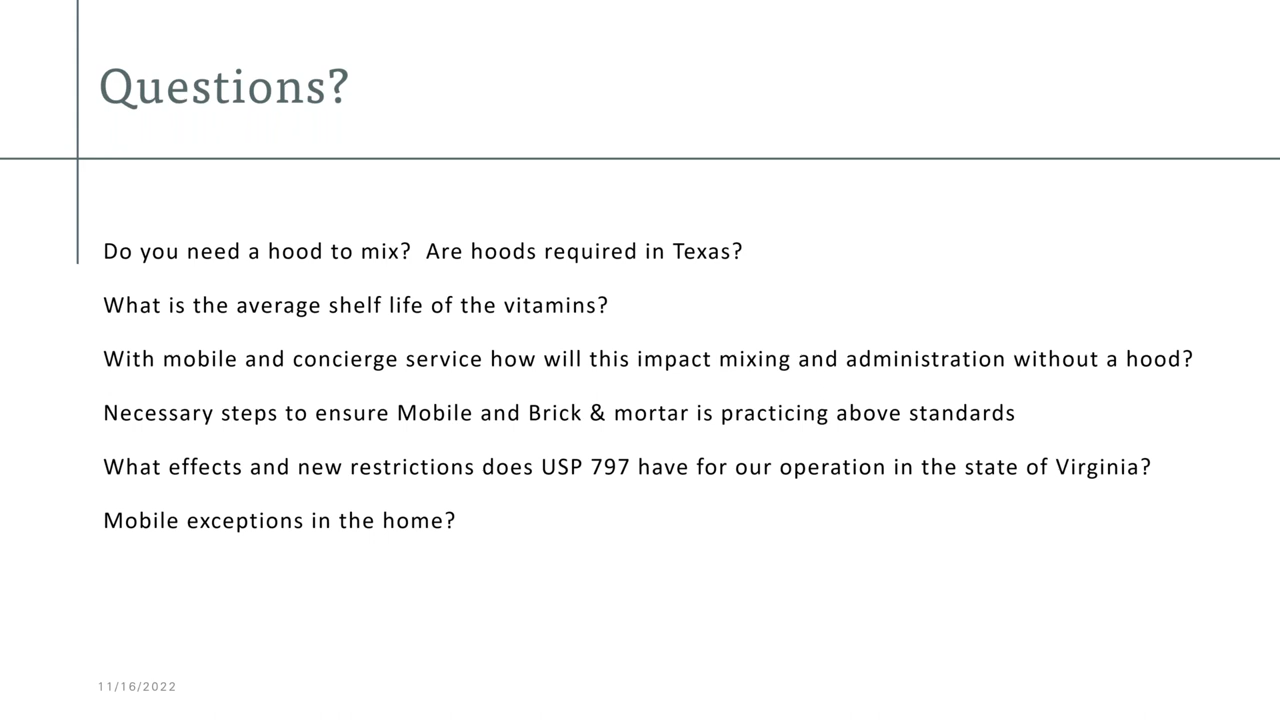 Questions?
Do you need a hood to mix?  Are hoods required in Texas?
What is the average shelf life of the vitamins?
With mobile and concierge service how will this impact mixing and administration without a hood?
Necessary steps to ensure Mobile and Brick & mortar is practicing above standards
What effects and new restrictions does USP 797 have for our operation in the state of Virginia?
Mobile exceptions in the home?
11/16/2022